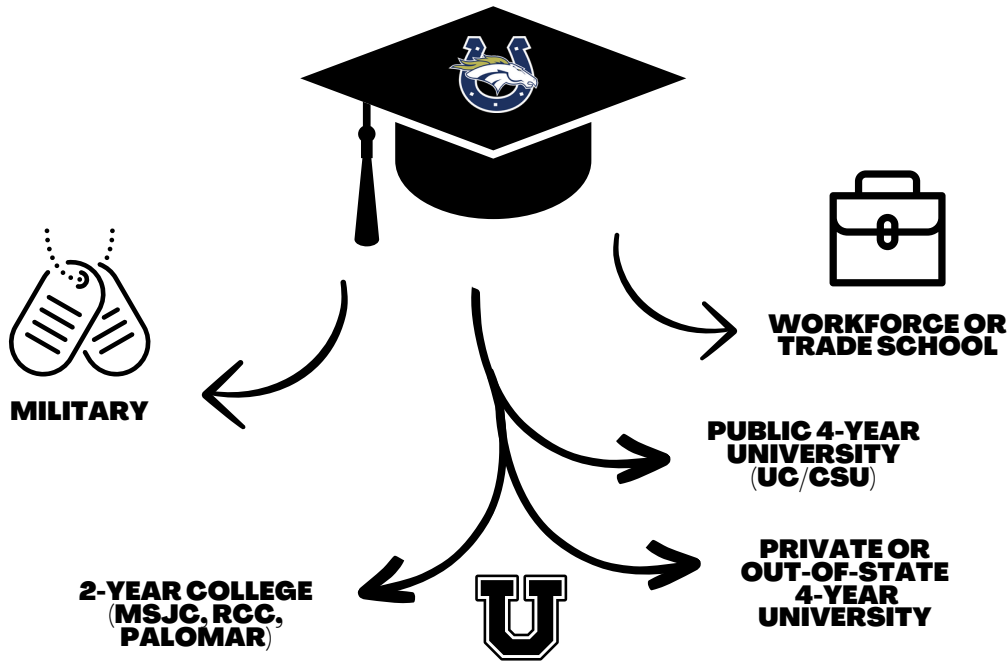 WORKFORCE OR
TRADE SCHOOL
MILITARY
PUBLIC 4-YEAR
UNIVERSITY
(UC/CSU)
PRIVATE OR
OUT-OF-STATE
4-YEAR
UNIVERSITY
2-YEAR COLLEGE
(MSJC, RCC,
PALOMAR)
U